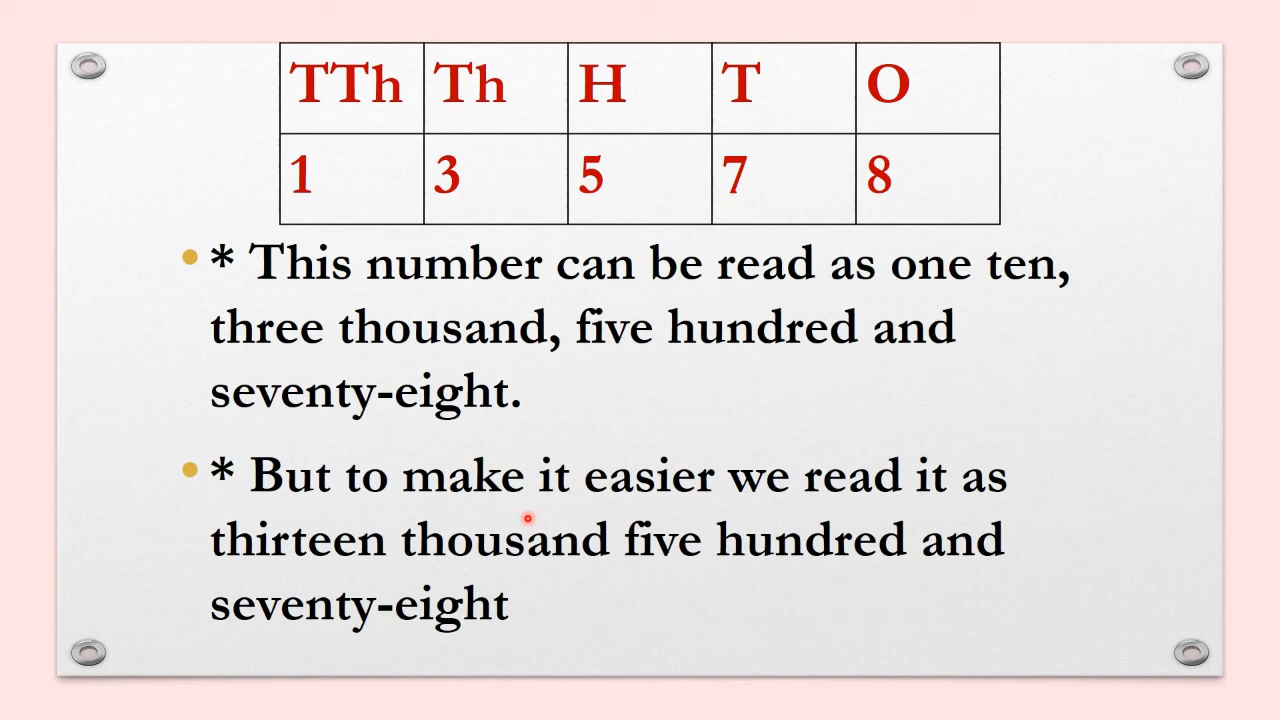 TTh Th H T O
1 3 5 7 8
• * This number can be read as one ten,
three thousand, five hundred and
seventy-eight.
• * But to make it easier we read it as
thirteen thousand five hundred and
seventy-eight